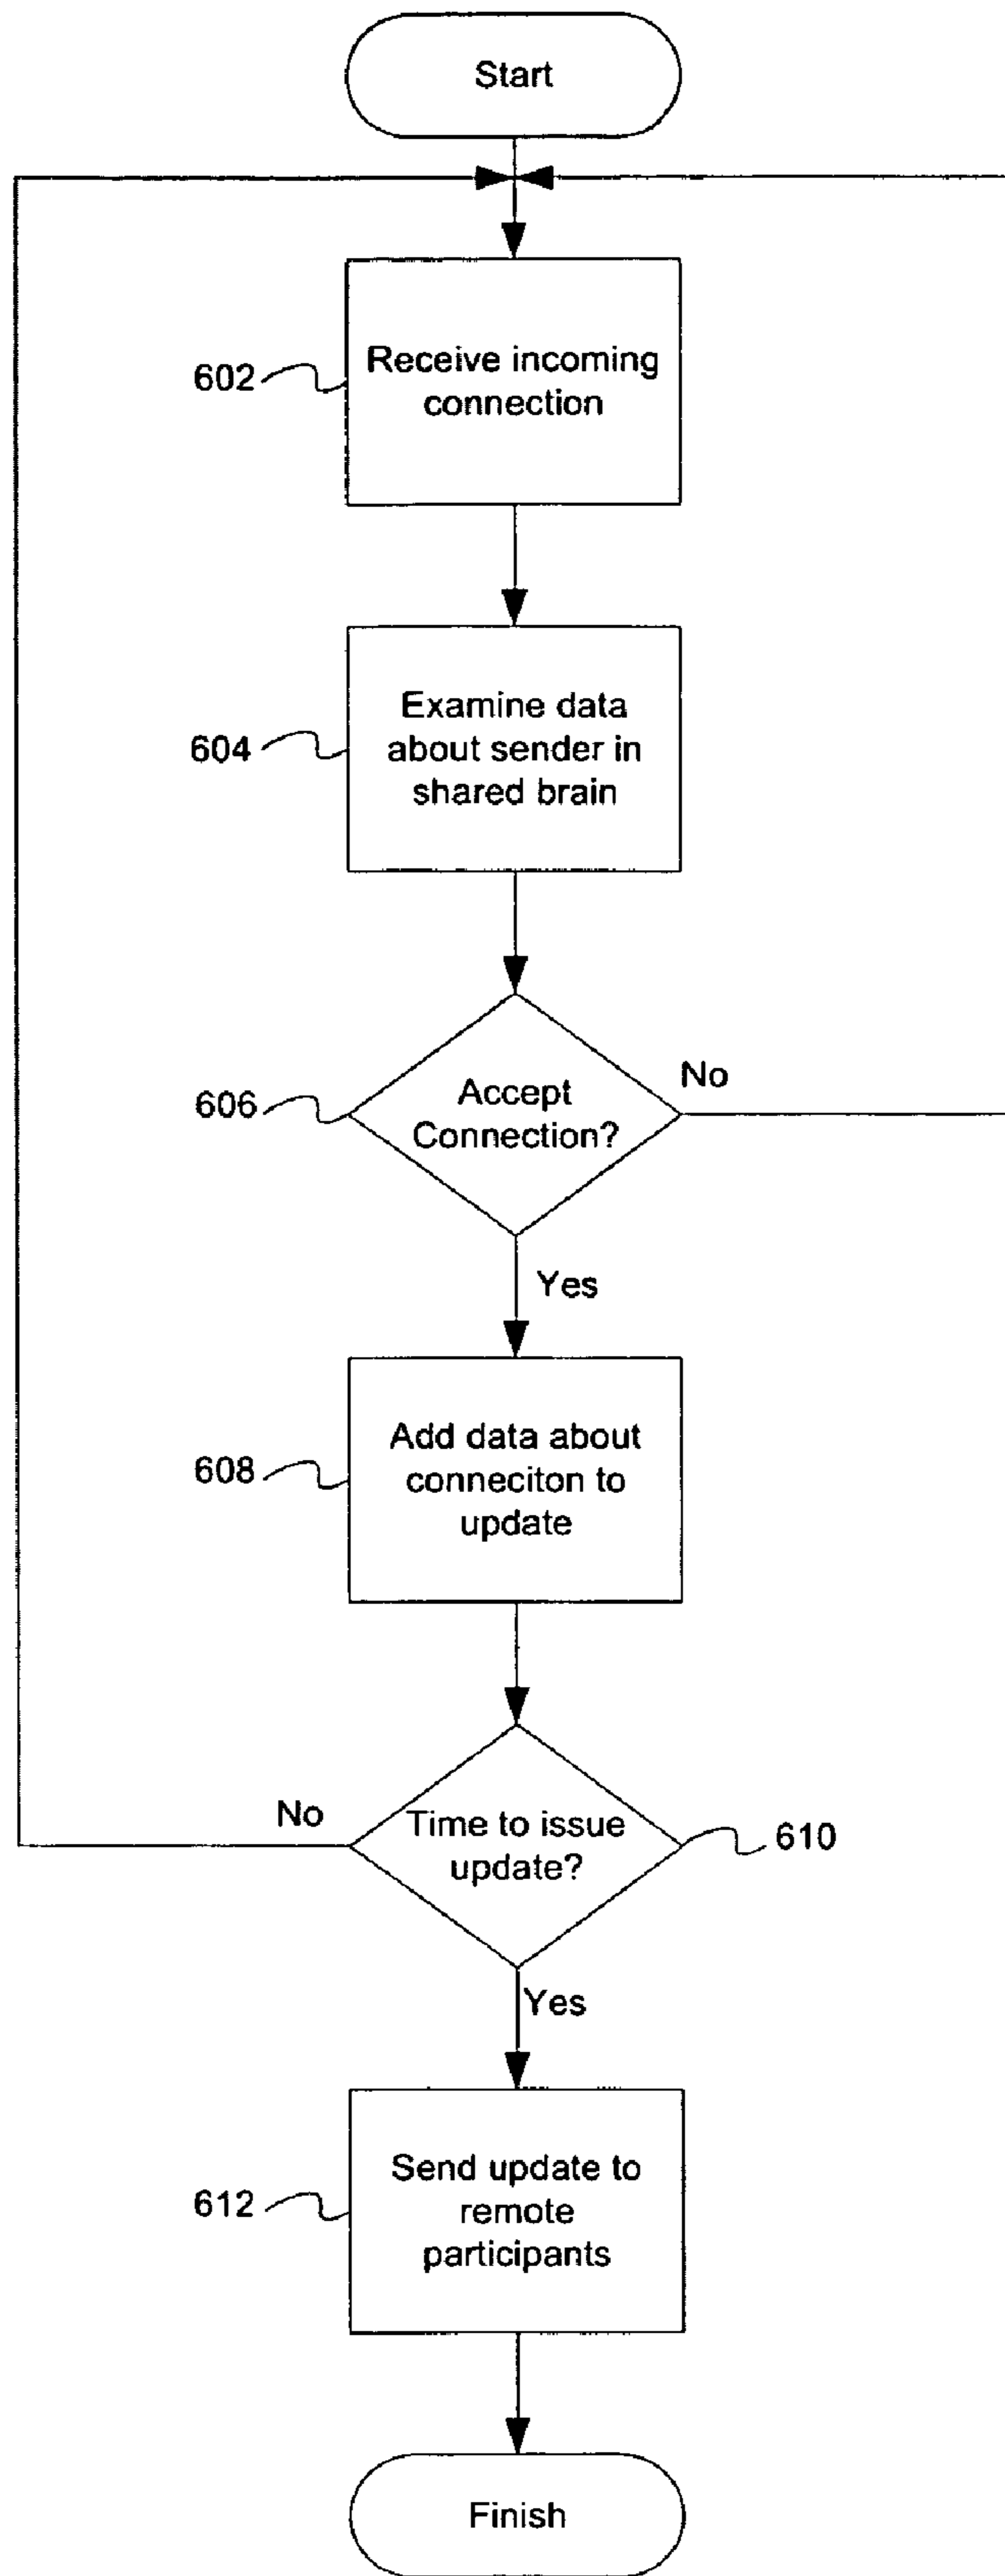 Start
Receive incoming
connection
602
Examine data
about sender in
shared brain
604
Accept
Connection?
606
No
Yes
Add data about
conneciton to
update
608
Time to issue
update?
No
610
Yes
Send update to
remote
participants
612
Finish